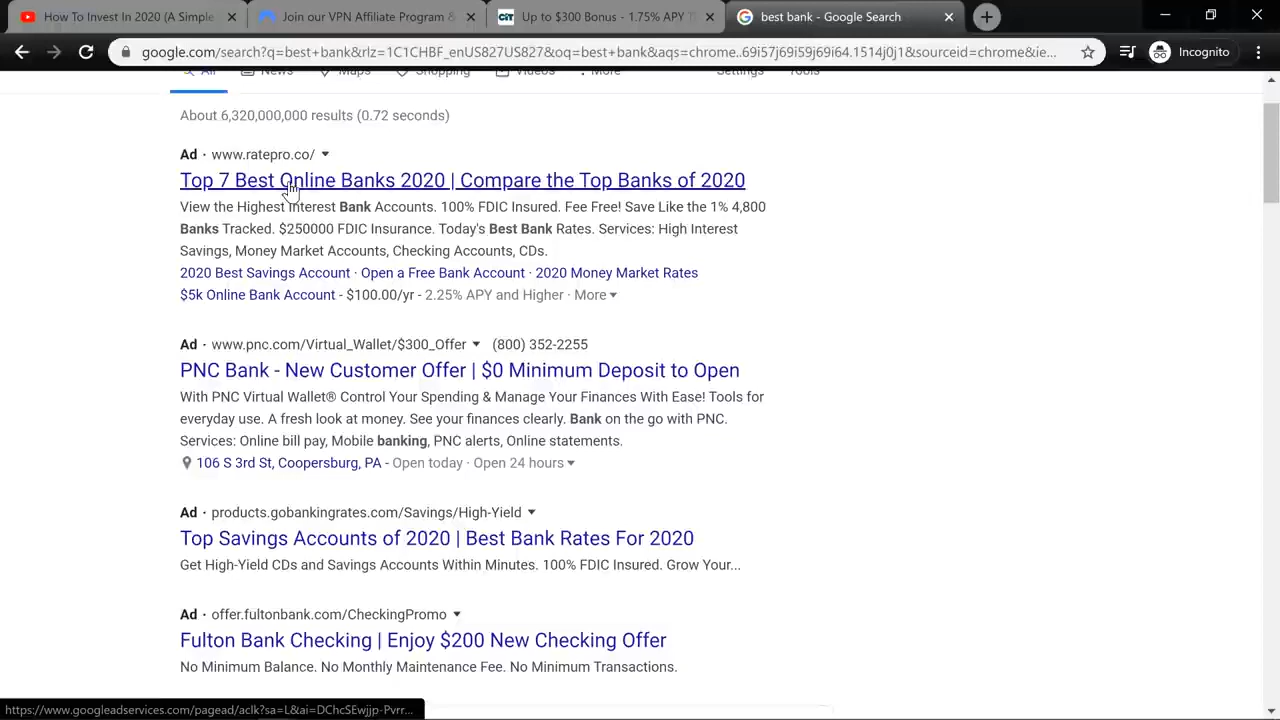 How To Invest In 2020 (A Simple
Join our VPN Affiliate Program &
CiT Up to $300 Bonus - 1.75% APY T
G best bank - Google Search
google.com/search?q=best+bank&rlz=1C1CHBF_enUS827US827&oq=best+bank&aqs=chrome..69i57j69i59j69i64.1514j0j1&sourceid=chrome&ie...
Incognito
All News Maps Shopping Videos More Settings Tools
About 6,320,000,000 results (0.72 seconds)
Ad · www.ratepro.co/
Top 7 Best Online Banks 2020 | Compare the Top Banks of 2020
View the Highest Interest Bank Accounts. 100% FDIC Insured. Fee Free! Save Like the 1% 4,800
Banks Tracked. $250000 FDIC Insurance. Today's Best Bank Rates. Services: High Interest
Savings, Money Market Accounts, Checking Accounts, CDs.
2020 Best Savings Account · Open a Free Bank Account · 2020 Money Market Rates
$5k Online Bank Account - $100.00/yr - 2.25% APY and Higher · More
Ad · www.pnc.com/Virtual_Wallet/$300_Offer (800) 352-2255
PNC Bank - New Customer Offer | $0 Minimum Deposit to Open
With PNC Virtual Wallet® Control Your Spending & Manage Your Finances With Ease! Tools for
everyday use. A fresh look at money. See your finances clearly. Bank on the go with PNC.
Services: Online bill pay, Mobile banking, PNC alerts, Online statements.
106 S 3rd St, Coopersburg, PA - Open today · Open 24 hours
Ad · products.gobankingrates.com/Savings/High-Yield
Top Savings Accounts of 2020 | Best Bank Rates For 2020
Get High-Yield CDs and Savings Accounts Within Minutes. 100% FDIC Insured. Grow Your...
Ad · offer.fultonbank.com/CheckingPromo
Fulton Bank Checking | Enjoy $200 New Checking Offer
No Minimum Balance. No Monthly Maintenance Fee. No Minimum Transactions.
https://www.googleadservices.com/pagead/aclk?sa=L&ai=DChcSEwjjp-Pvrr...